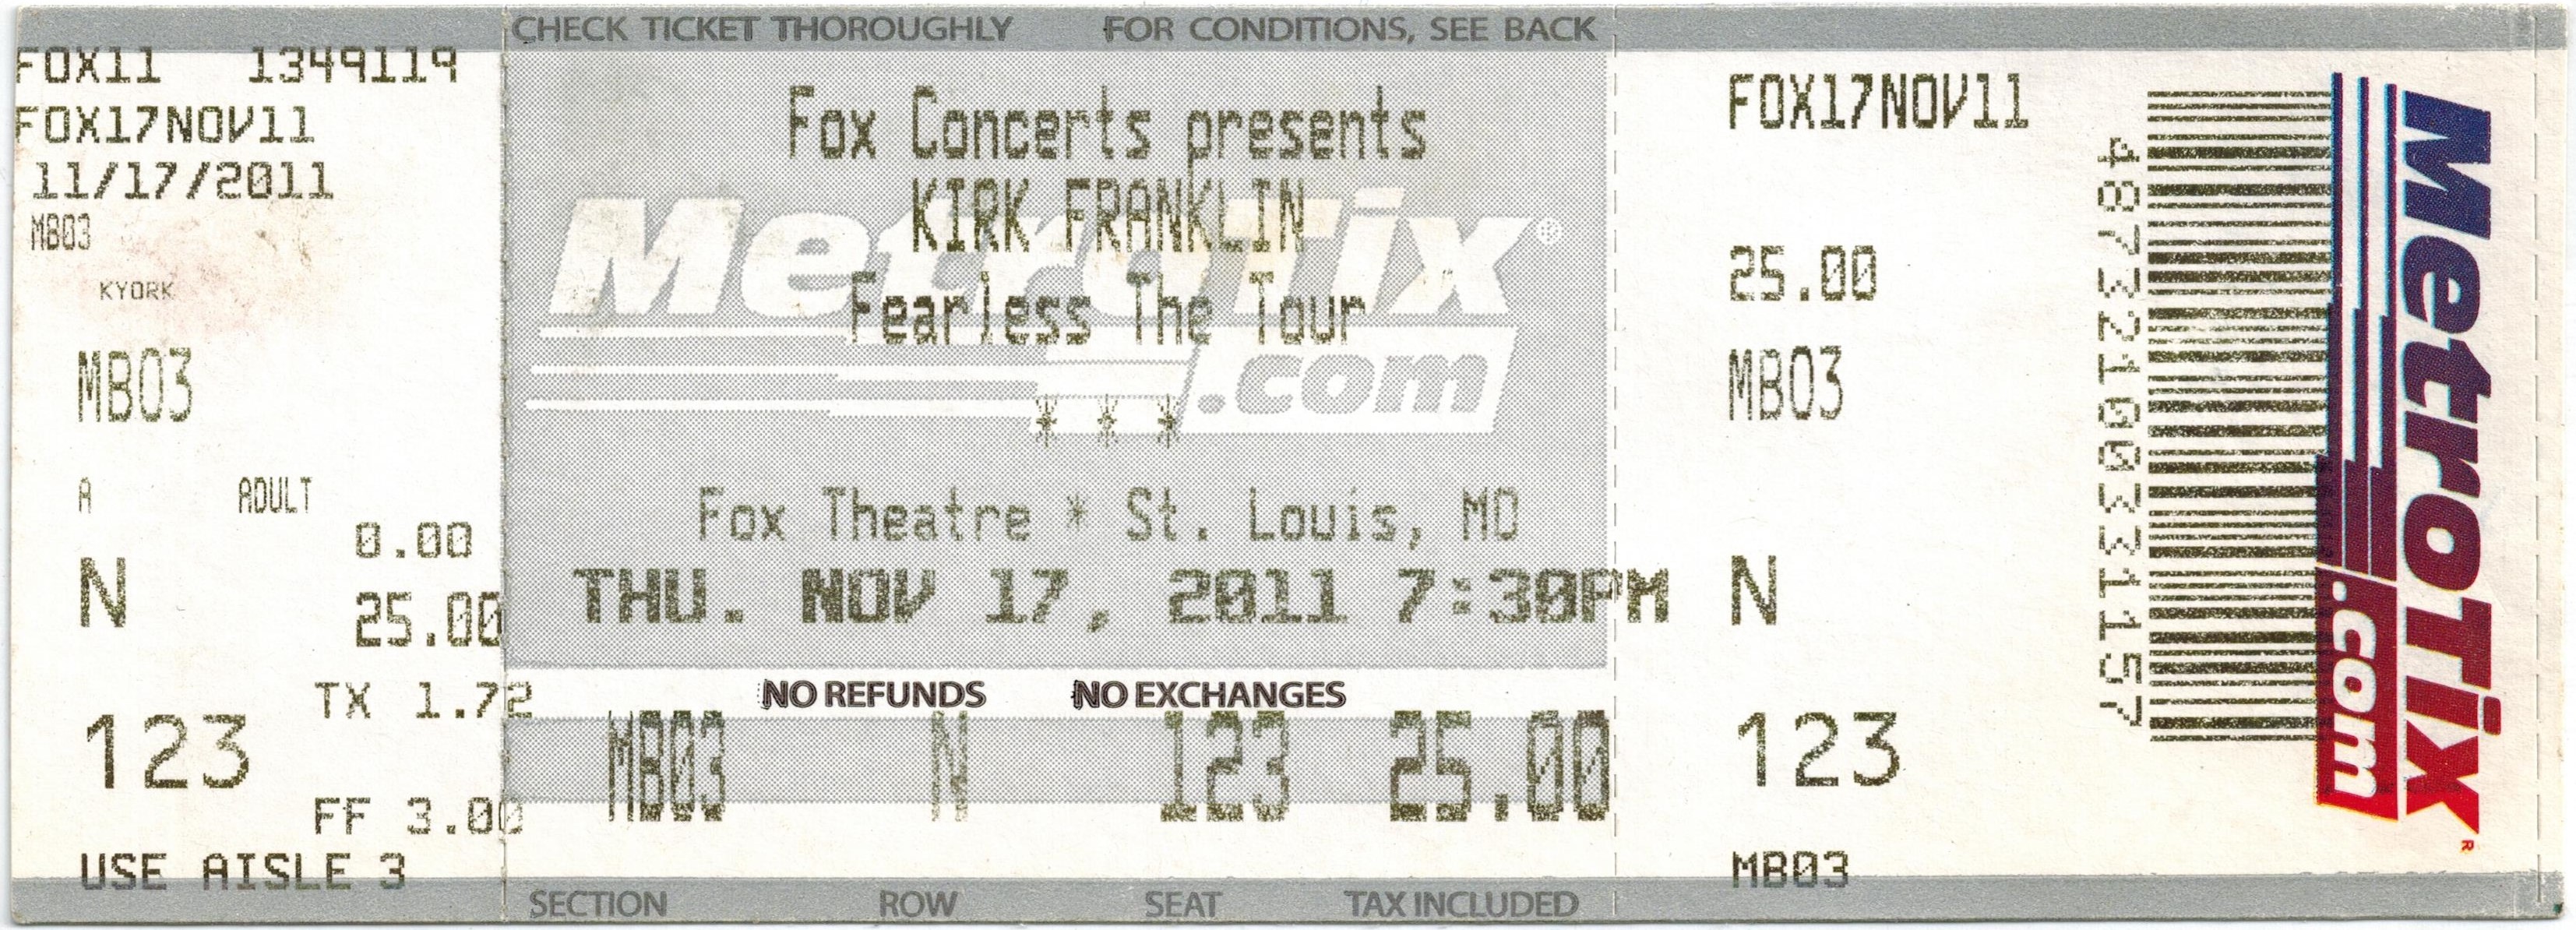 CHECK TICKET THOROUGHLY FOR CONDITIONS, SEE BACK
FOX11 1349119
FOX17NOV11
11/17/2011
MB03
KYORK
MB03
A ADULT
0.00
N
25.00
TX 1.72
123
FF 3.00
USE AISLE 3
Fox Concerts presents
KIRK FRANKLIN
Fearless The Tour
* * *
MetroTix®
.com
Fox Theatre * St. Louis, MO
THU. NOV 17, 2011 7:30PM
NO REFUNDS NO EXCHANGES
MB03 N 123 25.00
SECTION ROW SEAT TAX INCLUDED
FOX17NOV11
25.00
MB03
N
123
MB03
48732100331157
MetroTix R
.com